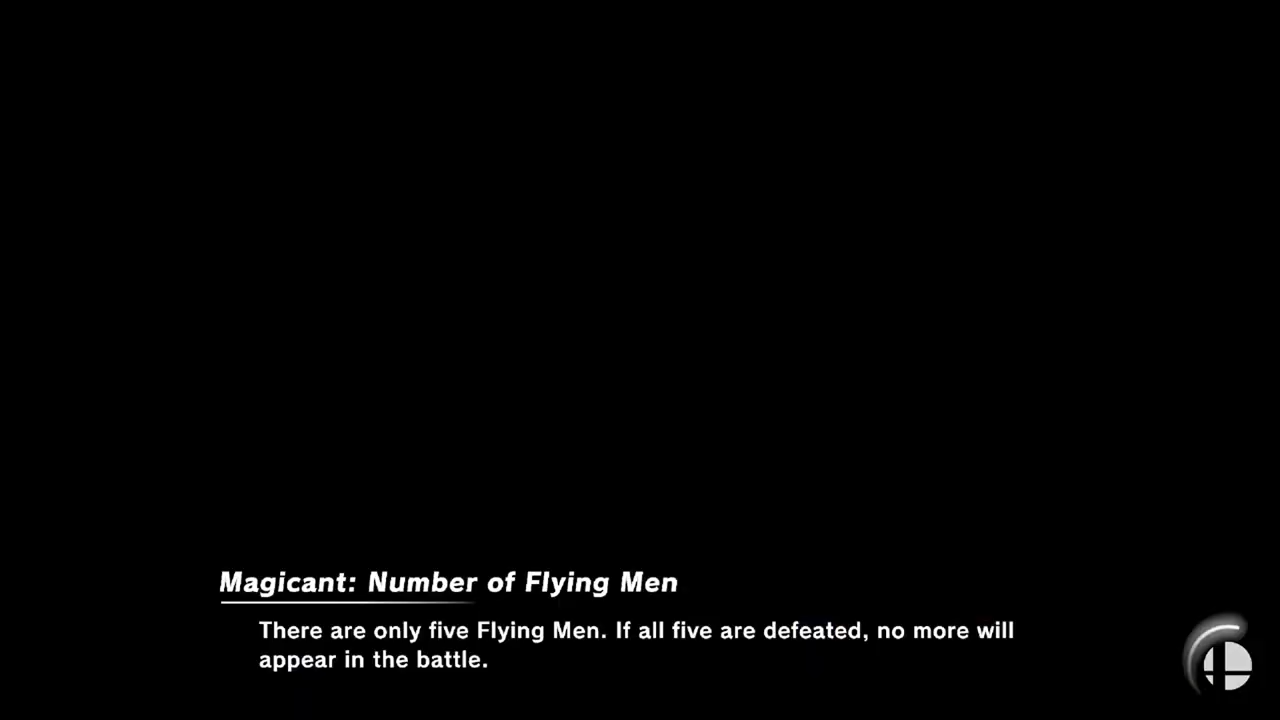 Magicant: Number of Flying Men
There are only five Flying Men. If all five are defeated, no more will
appear in the battle.